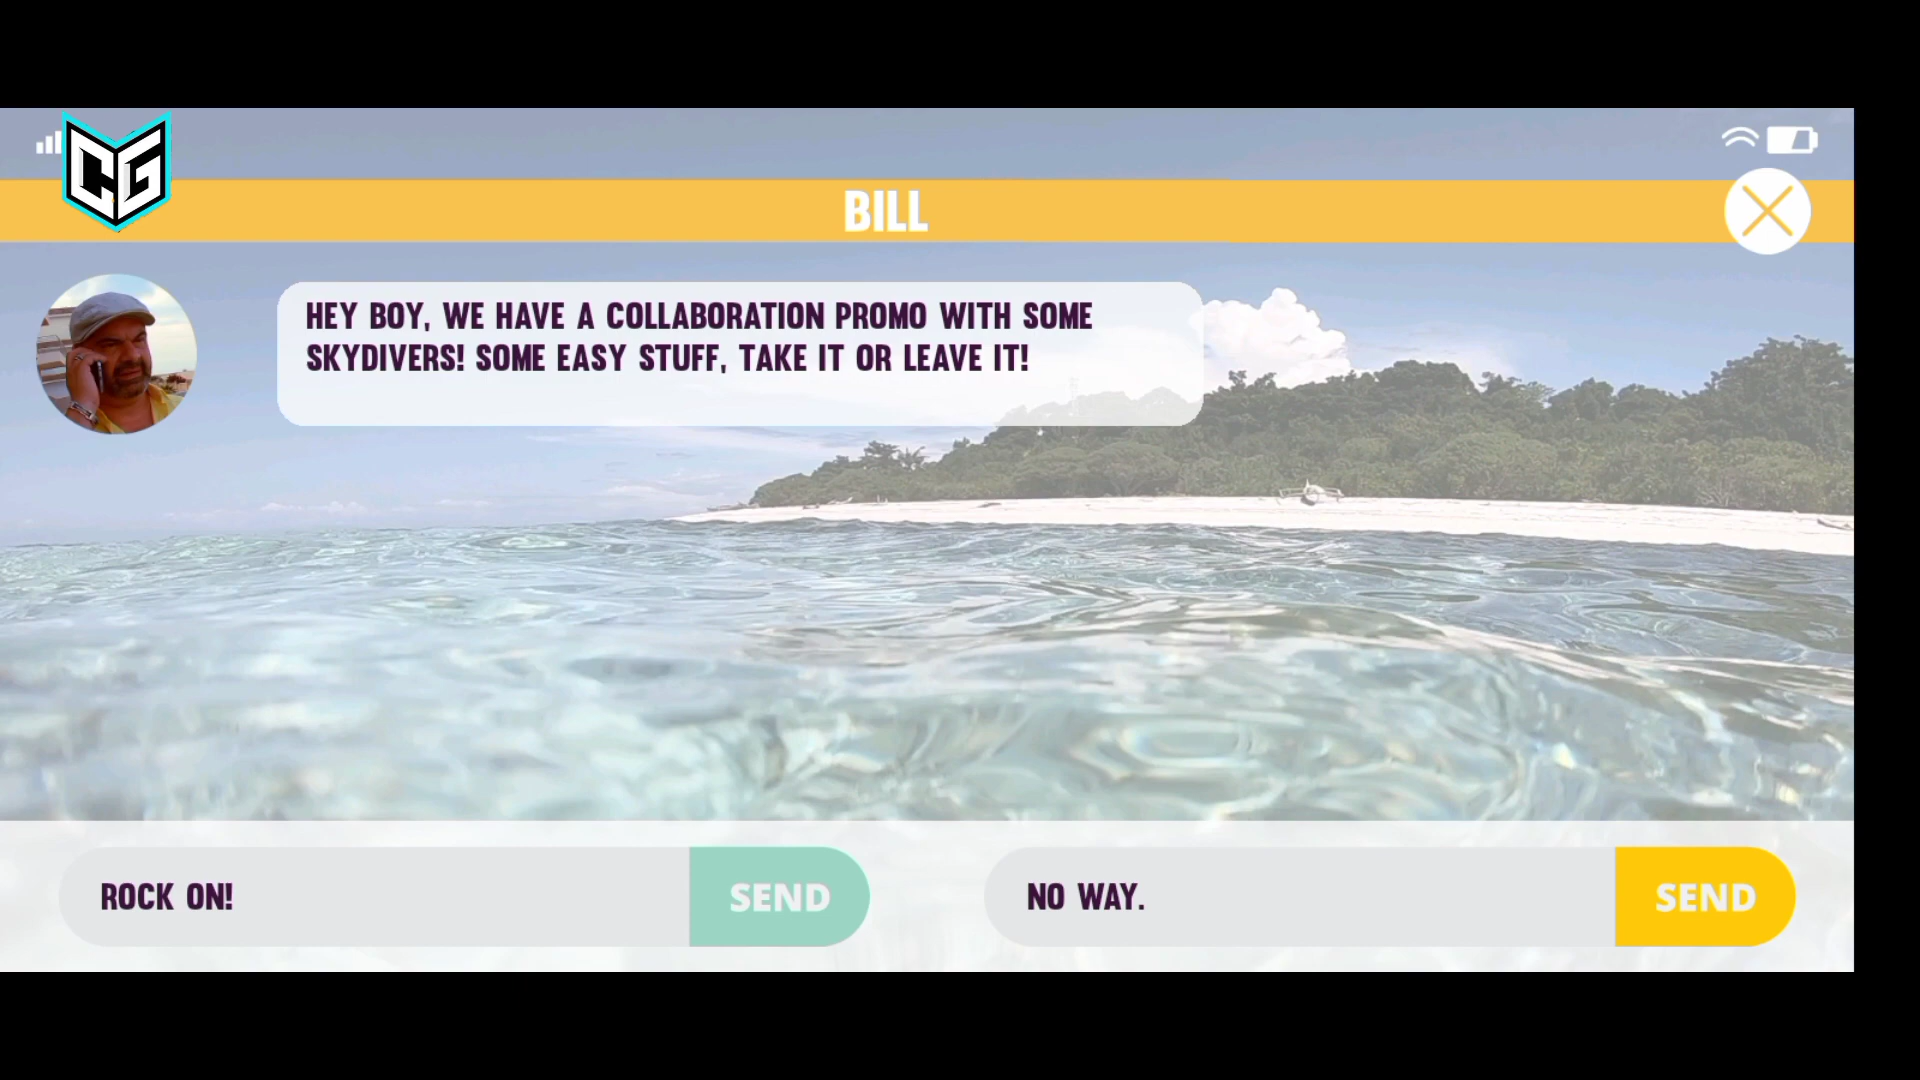 CG
BILL
HEY BOY, WE HAVE A COLLABORATION PROMO WITH SOME
SKYDIVERS! SOME EASY STUFF, TAKE IT OR LEAVE IT!
ROCK ON!
SEND
NO WAY.
SEND